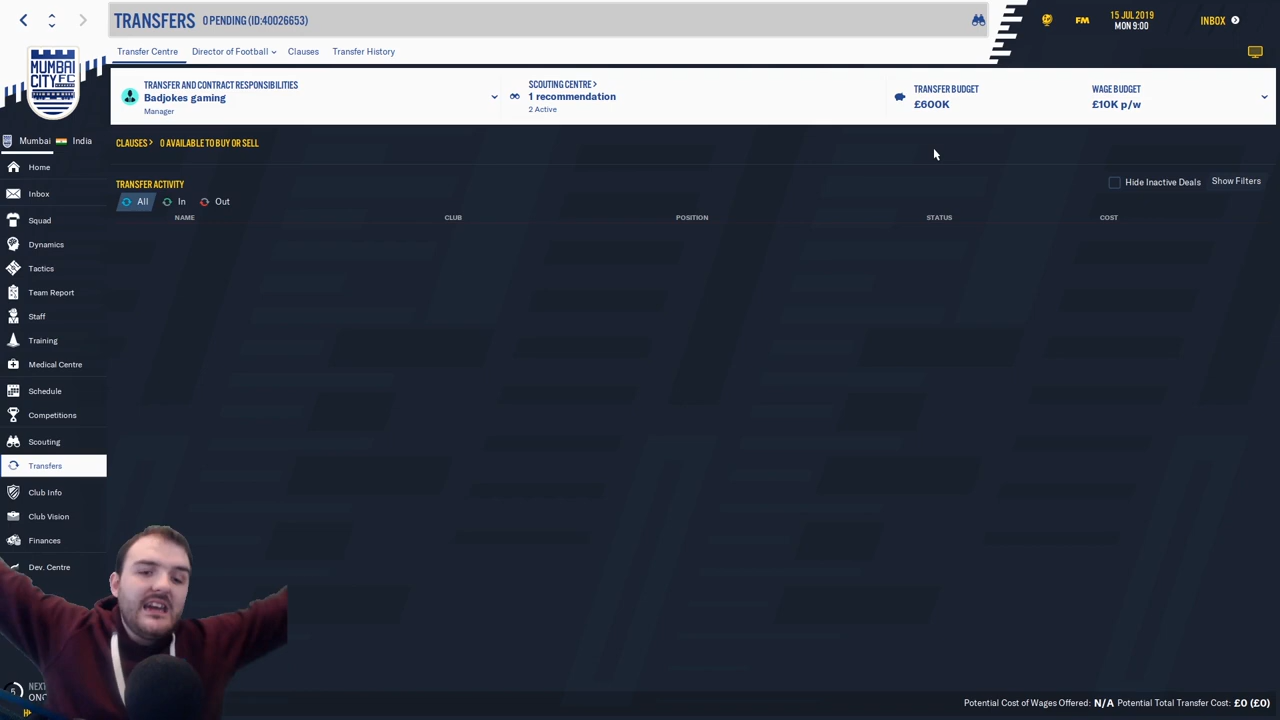 TRANSFERS 0 PENDING (ID:40026653)
15 JUL 2019
MON 9:00
INBOX
FM
Transfer Centre Director of Football Clauses Transfer History
MUMBAI
CITY FC
TRANSFER AND CONTRACT RESPONSIBILITIES
Badjokes gaming
Manager
SCOUTING CENTRE >
1 recommendation
2 Active
TRANSFER BUDGET
£600K
WAGE BUDGET
£10K p/w
Mumbai India
CLAUSES > 0 AVAILABLE TO BUY OR SELL
TRANSFER ACTIVITY
Hide Inactive Deals Show Filters
All In Out
NAME CLUB POSITION STATUS COST
Home
Inbox
Squad
Dynamics
Tactics
Team Report
Staff
Training
Medical Centre
Schedule
Competitions
Scouting
Transfers
Club Info
Club Vision
Finances
Dev. Centre
Potential Cost of Wages Offered: N/A Potential Total Transfer Cost: £0 (£0)